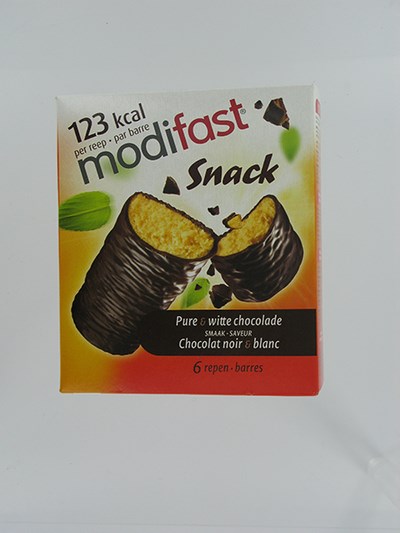 123 kcal
per reep · par barre
modifast®
Snack
Pure & witte chocolade
SMAAK · SAVEUR
Chocolat noir & blanc
6 repen · barres